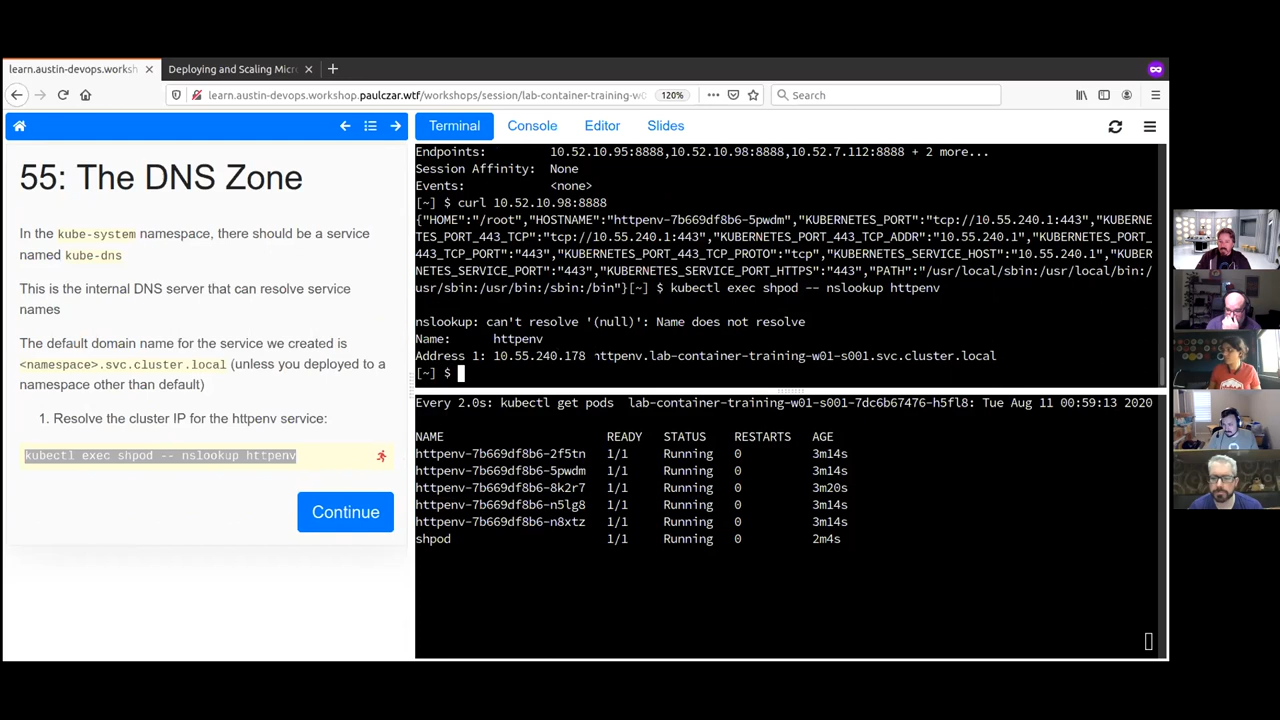 learn.austin-devops.worksh
Deploying and Scaling Micr
learn.austin-devops.workshop.paulczar.wtf/workshops/session/lab-container-training-w0
120%
Search
Terminal
Console
Editor
Slides
55: The DNS Zone
In the kube-system namespace, there should be a service
named kube-dns
This is the internal DNS server that can resolve service
names
The default domain name for the service we created is
<namespace>.svc.cluster.local (unless you deployed to a
namespace other than default)
1. Resolve the cluster IP for the httpenv service:
kubectl exec shpod -- nslookup httpenv
Continue
Endpoints: 10.52.10.95:8888,10.52.10.98:8888,10.52.7.112:8888 + 2 more...
Session Affinity: None
Events: <none>
[~] $ curl 10.52.10.98:8888
{"HOME":"/root","HOSTNAME":"httpenv-7b669df8b6-5pwdm","KUBERNETES_PORT":"tcp://10.55.240.1:443","KUBERNE
TES_PORT_443_TCP":"tcp://10.55.240.1:443","KUBERNETES_PORT_443_TCP_ADDR":"10.55.240.1","KUBERNETES_PORT_
443_TCP_PORT":"443","KUBERNETES_PORT_443_TCP_PROTO":"tcp","KUBERNETES_SERVICE_HOST":"10.55.240.1","KUBER
NETES_SERVICE_PORT":"443","KUBERNETES_SERVICE_PORT_HTTPS":"443","PATH":"/usr/local/sbin:/usr/local/bin:/
usr/sbin:/usr/bin:/sbin:/bin"}[~] $ kubectl exec shpod -- nslookup httpenv
nslookup: can't resolve '(null)': Name does not resolve
Name: httpenv
Address 1: 10.55.240.178 httpenv.lab-container-training-w01-s001.svc.cluster.local
[~] $
Every 2.0s: kubectl get pods lab-container-training-w01-s001-7dc6b67476-h5fl8: Tue Aug 11 00:59:13 2020
NAME READY STATUS RESTARTS AGE
httpenv-7b669df8b6-2f5tn 1/1 Running 0 3m14s
httpenv-7b669df8b6-5pwdm 1/1 Running 0 3m14s
httpenv-7b669df8b6-8k2r7 1/1 Running 0 3m20s
httpenv-7b669df8b6-n5lg8 1/1 Running 0 3m14s
httpenv-7b669df8b6-n8xtz 1/1 Running 0 3m14s
shpod 1/1 Running 0 2m4s